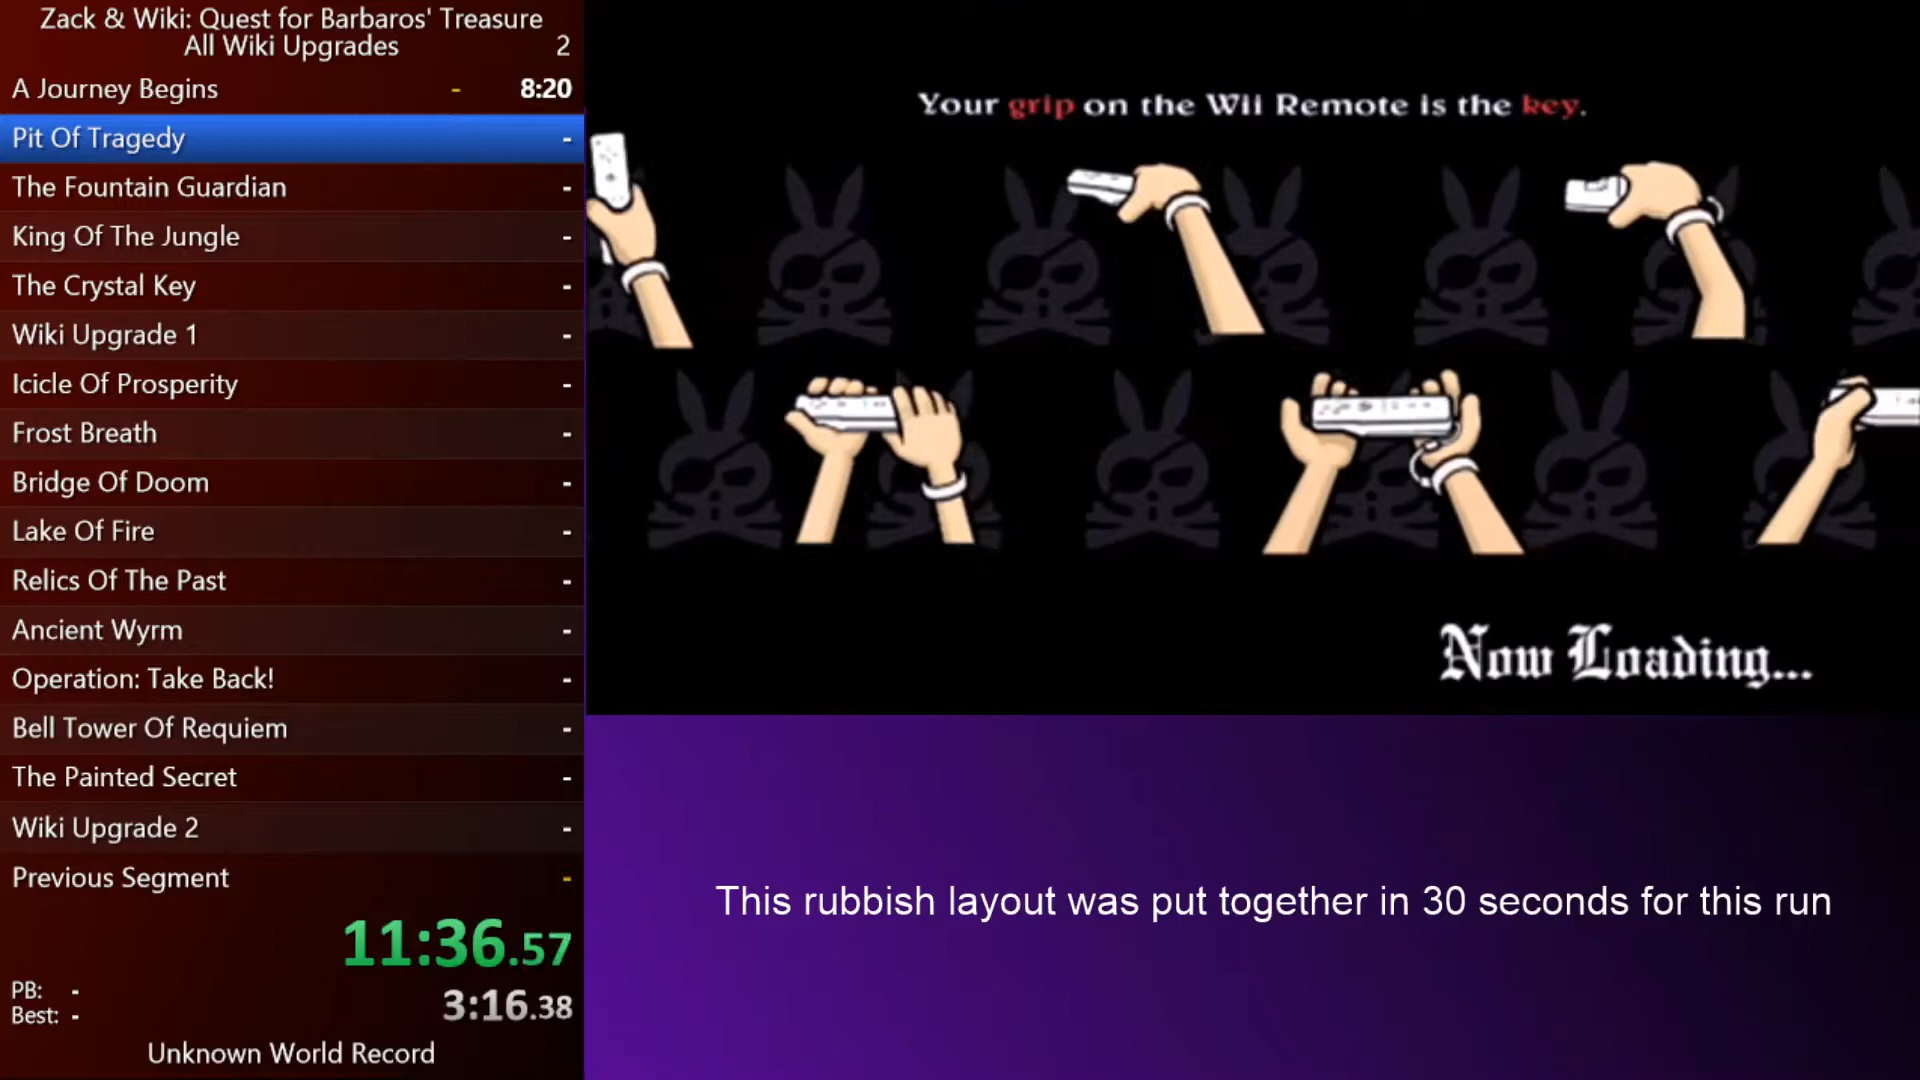 Zack & Wiki: Quest for Barbaros' Treasure
All Wiki Upgrades 2
A Journey Begins - 8:20
Pit Of Tragedy -
The Fountain Guardian -
King Of The Jungle -
The Crystal Key -
Wiki Upgrade 1 -
Icicle Of Prosperity -
Frost Breath -
Bridge Of Doom -
Lake Of Fire -
Relics Of The Past -
Ancient Wyrm -
Operation: Take Back! -
Bell Tower Of Requiem -
The Painted Secret -
Wiki Upgrade 2 -
Previous Segment -
11:36.57
PB: -
Best: -
3:16.38
Unknown World Record
Your grip on the Wii Remote is the key.
Now Loading...
This rubbish layout was put together in 30 seconds for this run